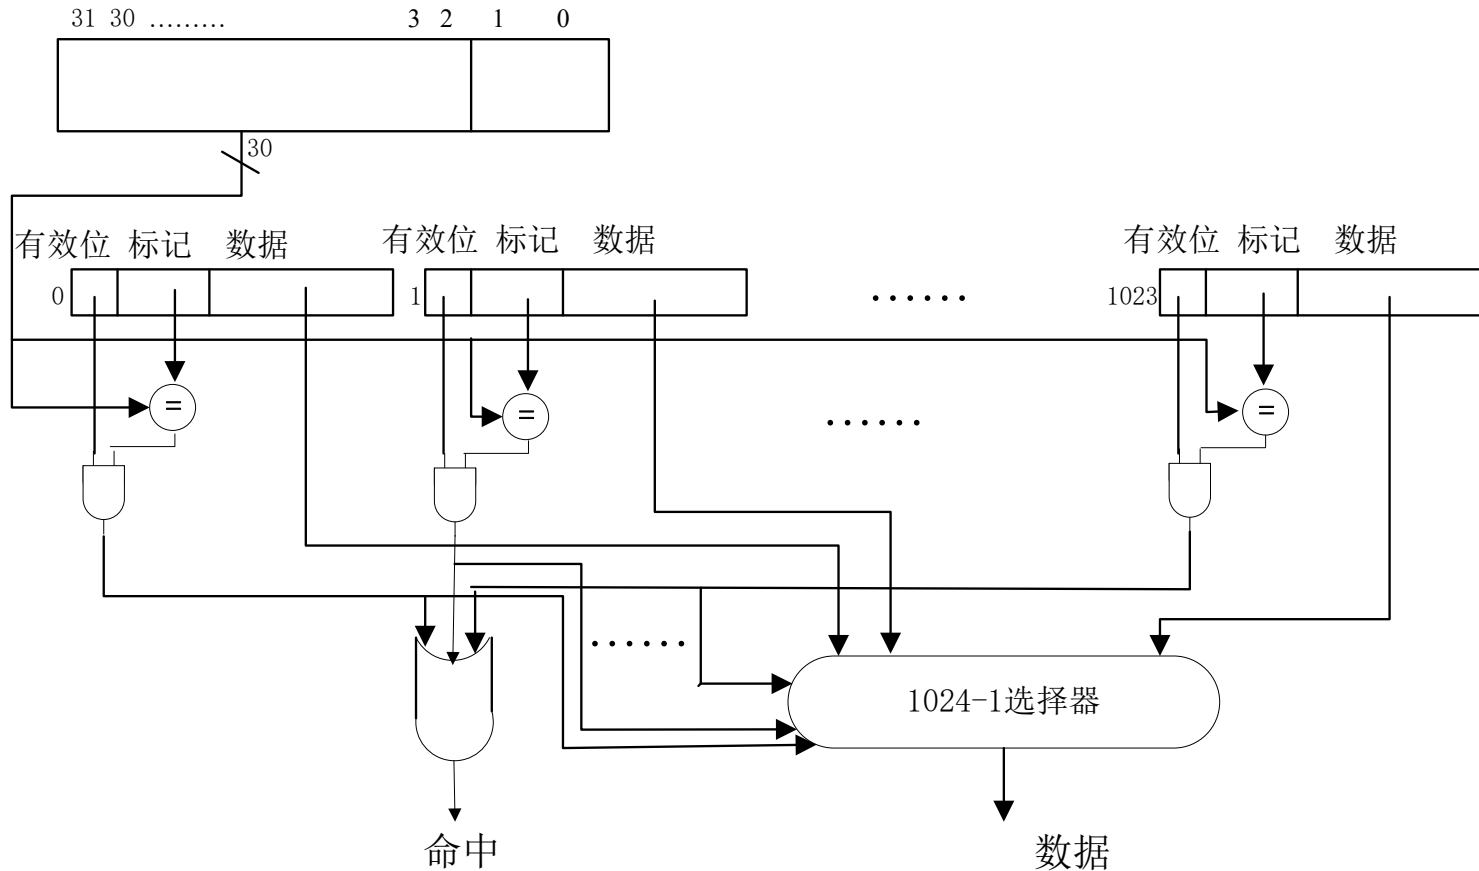 31 30 ......... 3 2 1 0
30
有效位 标记 数据 有效位 标记 数据 有效位 标记 数据
0 1 ...... 1023
= = =
......
......
1024-1选择器
命中 数据